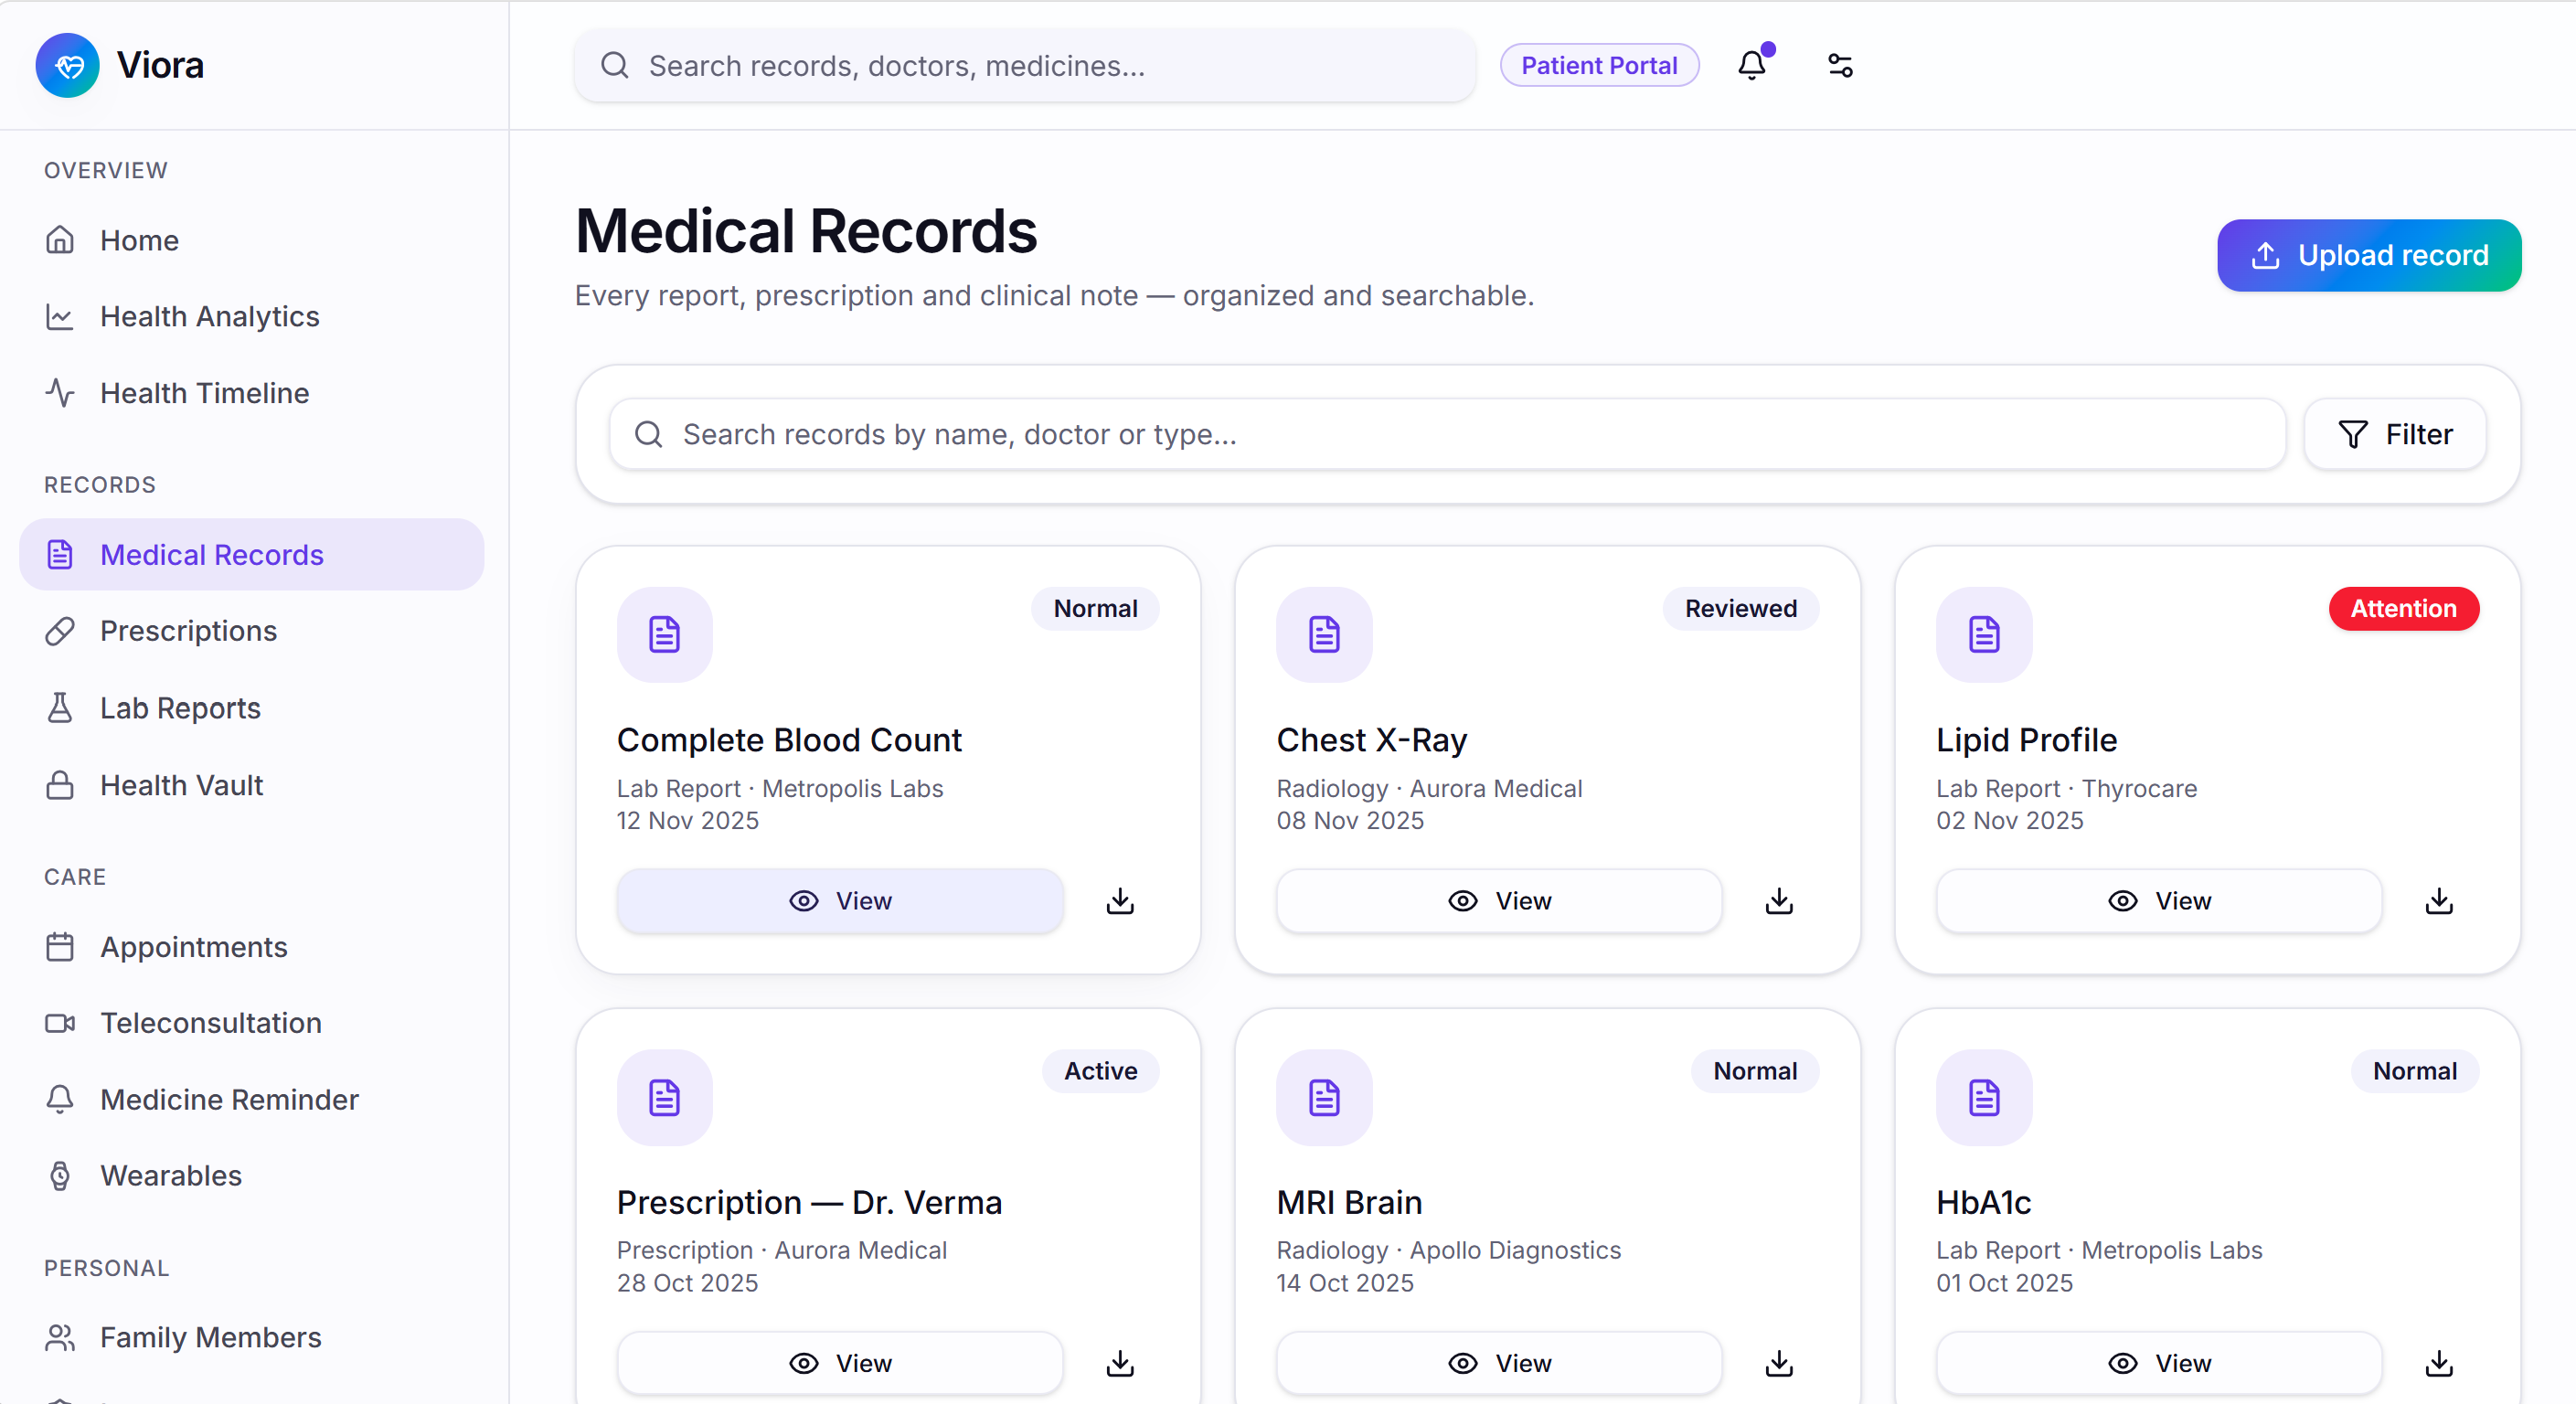 Viora
Search records, doctors, medicines...
Patient Portal
OVERVIEW
Home
Health Analytics
Health Timeline
RECORDS
Medical Records
Prescriptions
Lab Reports
Health Vault
CARE
Appointments
Teleconsultation
Medicine Reminder
Wearables
PERSONAL
Family Members
Medical Records
Every report, prescription and clinical note — organized and searchable.
Upload record
Search records by name, doctor or type...
Filter
Normal
Complete Blood Count
Lab Report · Metropolis Labs
12 Nov 2025
View
Reviewed
Chest X-Ray
Radiology · Aurora Medical
08 Nov 2025
View
Attention
Lipid Profile
Lab Report · Thyrocare
02 Nov 2025
View
Active
Prescription — Dr. Verma
Prescription · Aurora Medical
28 Oct 2025
View
Normal
MRI Brain
Radiology · Apollo Diagnostics
14 Oct 2025
View
Normal
HbA1c
Lab Report · Metropolis Labs
01 Oct 2025
View